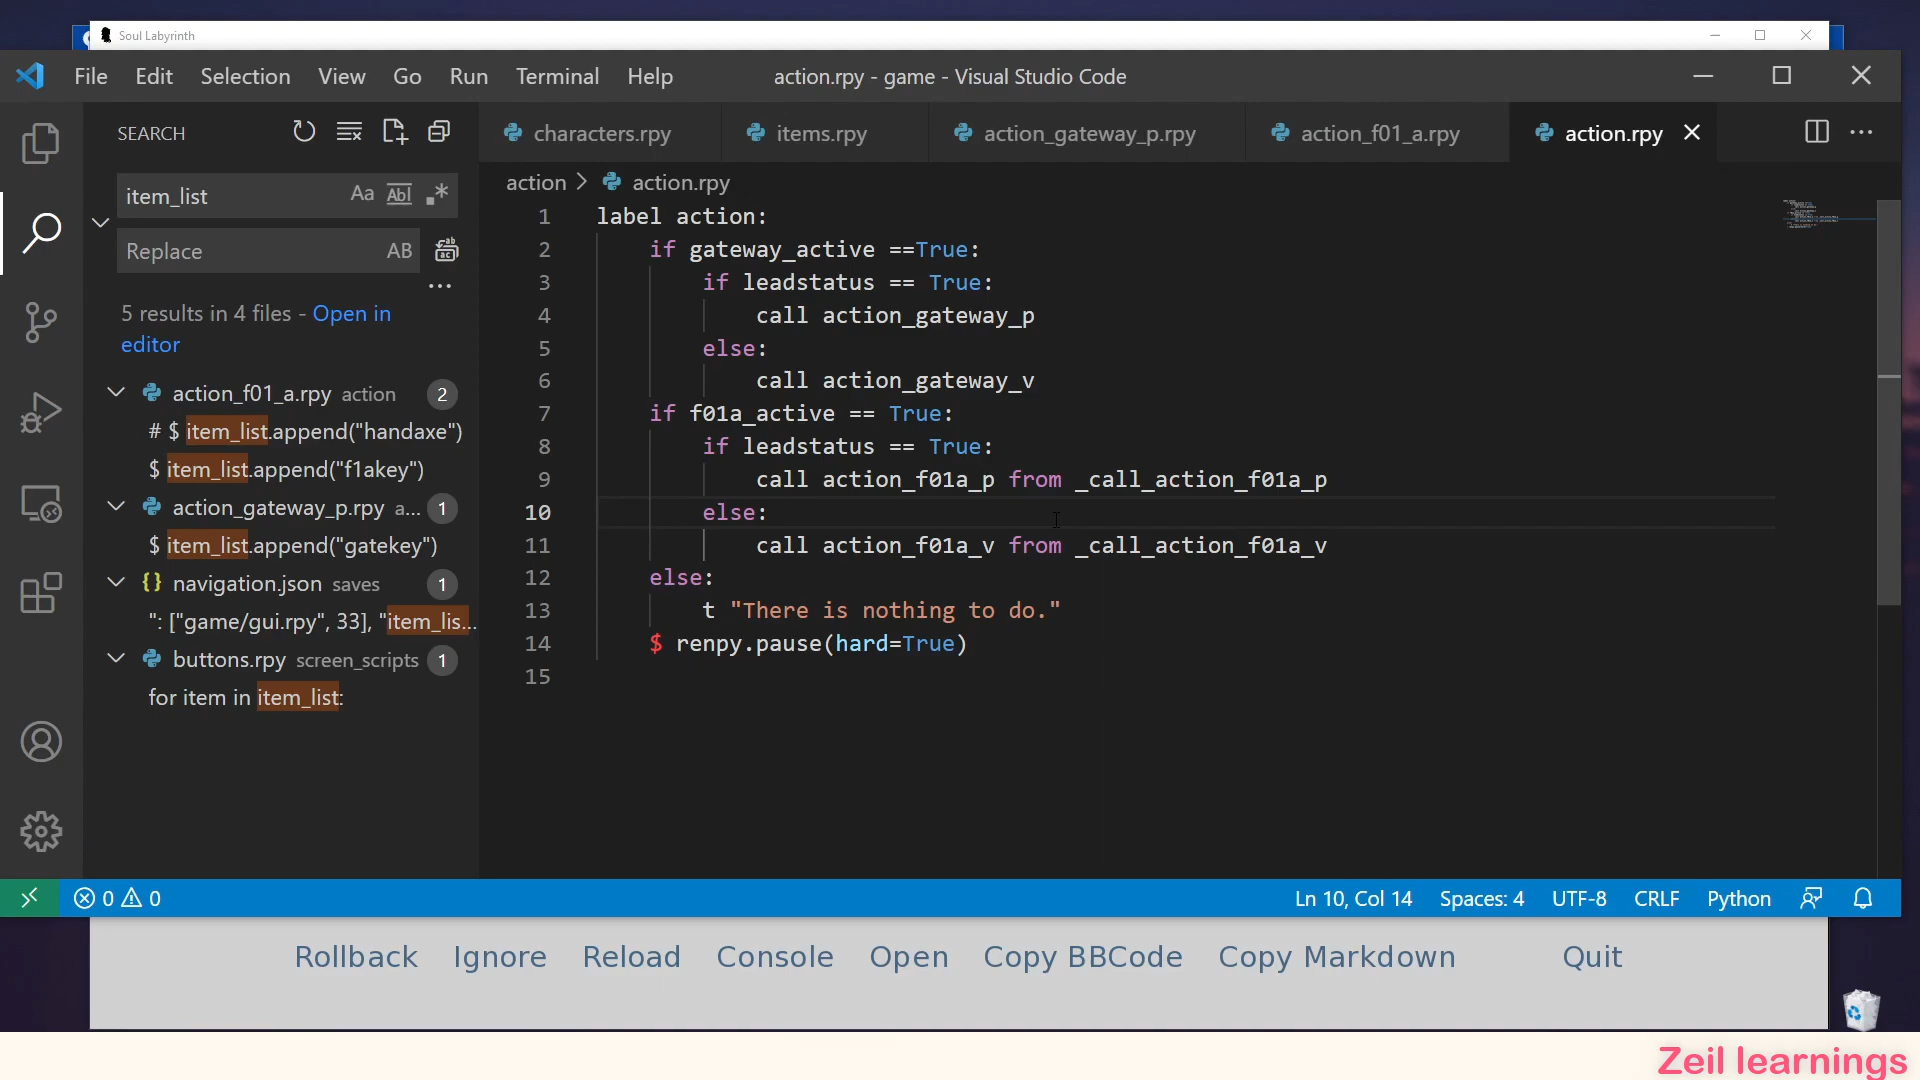 Soul Labyrinth
File Edit Selection View Go Run Terminal Help action.rpy - game - Visual Studio Code
SEARCH
characters.rpy items.rpy action_gateway_p.rpy action_f01_a.rpy action.rpy
item_list Aa Abl .*
Replace AB
5 results in 4 files - Open in
editor
action_f01_a.rpy action 2
# $ item_list.append("handaxe")
$ item_list.append("f1akey")
action_gateway_p.rpy a... 1
$ item_list.append("gatekey")
{} navigation.json saves 1
": ["game/gui.rpy", 33], "item_lis...
buttons.rpy screen_scripts 1
for item in item_list:
action > action.rpy
1 label action:
2 if gateway_active ==True:
3 if leadstatus == True:
4 call action_gateway_p
5 else:
6 call action_gateway_v
7 if f01a_active == True:
8 if leadstatus == True:
9 call action_f01a_p from _call_action_f01a_p
10 else:
11 call action_f01a_v from _call_action_f01a_v
12 else:
13 t "There is nothing to do."
14 $ renpy.pause(hard=True)
15
0 0 Ln 10, Col 14 Spaces: 4 UTF-8 CRLF Python
Rollback Ignore Reload Console Open Copy BBCode Copy Markdown Quit
Zeil learnings